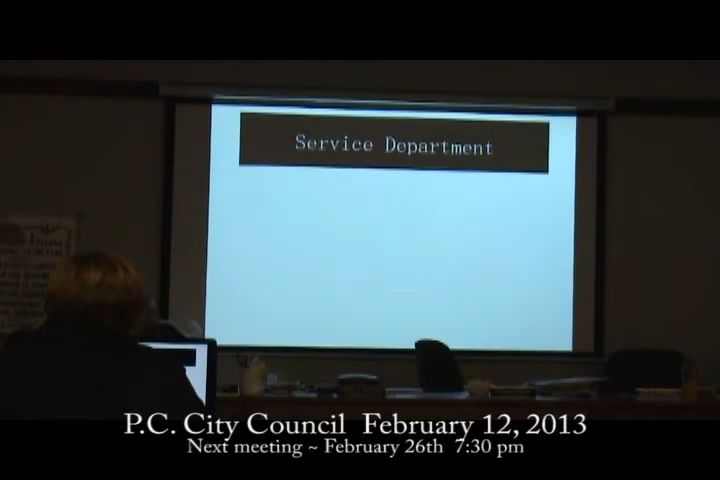 Service Department
P.C. City Council February 12, 2013
Next meeting ~ February 26th 7:30 pm